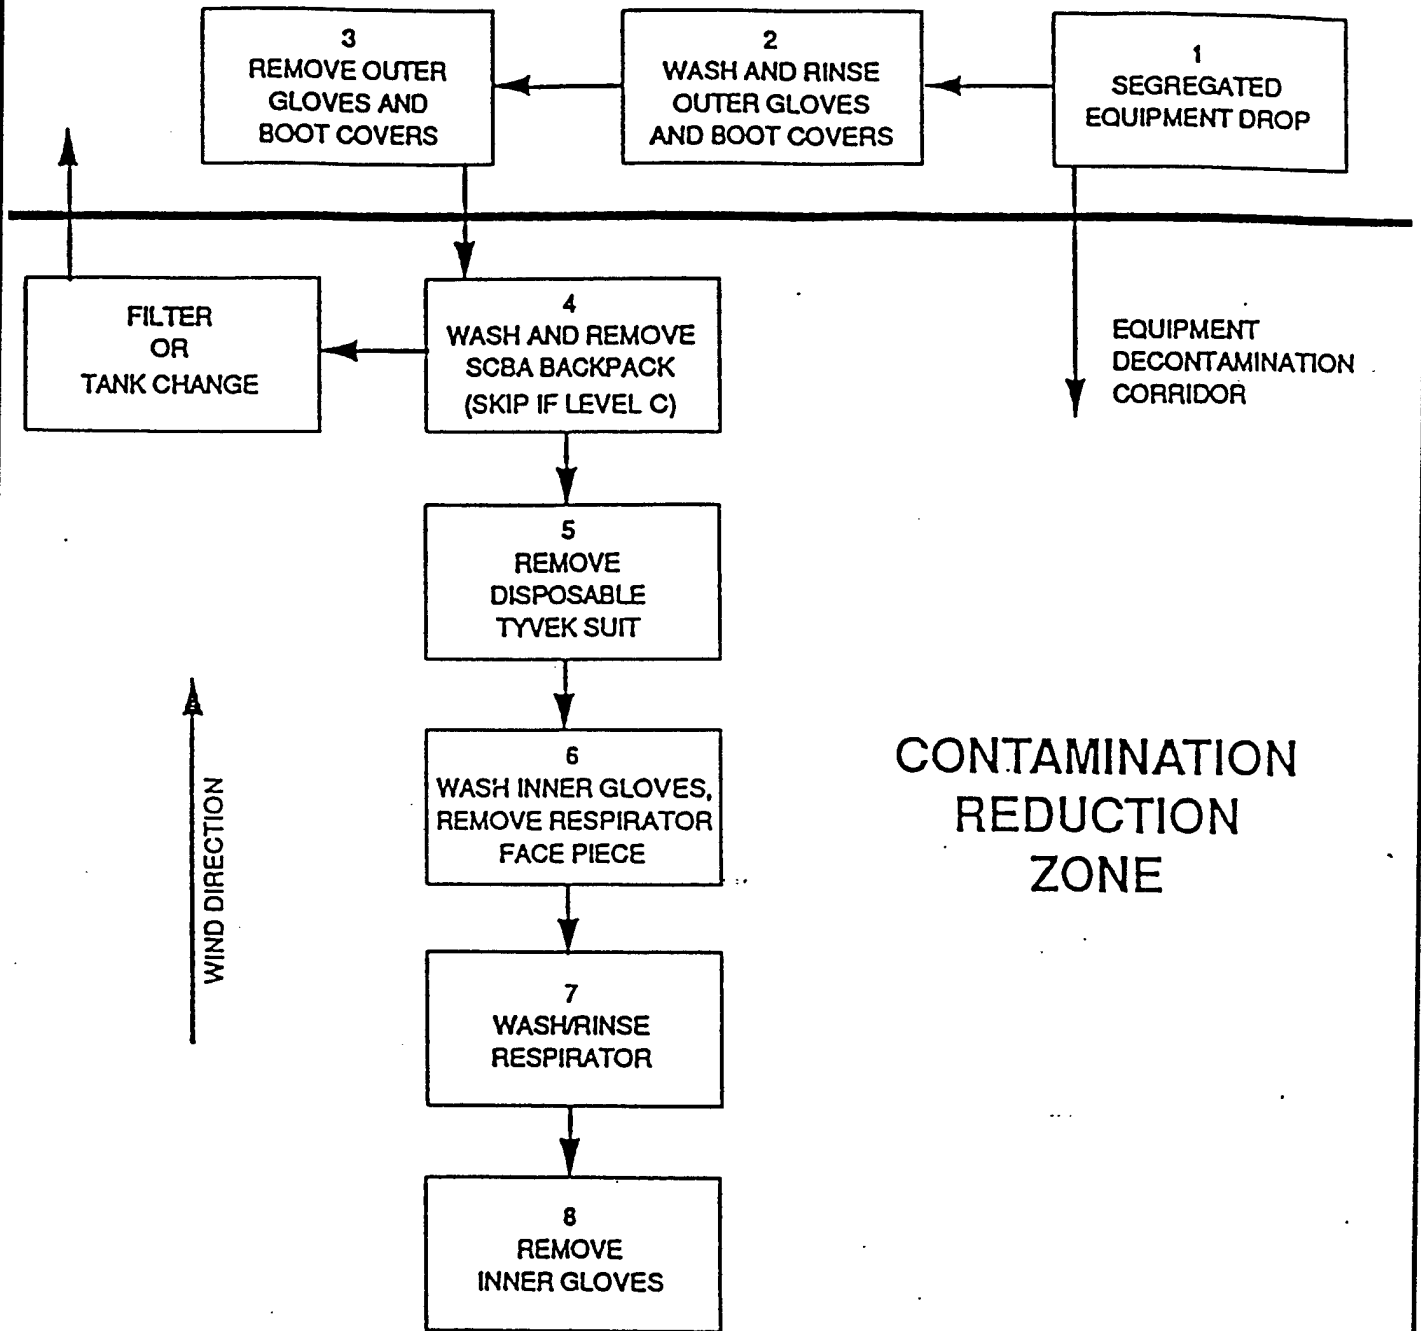 3
REMOVE OUTER
GLOVES AND
BOOT COVERS
2
WASH AND RINSE
OUTER GLOVES
AND BOOT COVERS
1
SEGREGATED
EQUIPMENT DROP
FILTER
OR
TANK CHANGE
4
WASH AND REMOVE
SCBA BACKPACK
(SKIP IF LEVEL C)
EQUIPMENT
DECONTAMINATION
CORRIDOR
5
REMOVE
DISPOSABLE
TYVEK SUIT
WIND DIRECTION
6
WASH INNER GLOVES,
REMOVE RESPIRATOR
FACE PIECE
CONTAMINATION
REDUCTION
ZONE
7
WASH/RINSE
RESPIRATOR
8
REMOVE
INNER GLOVES